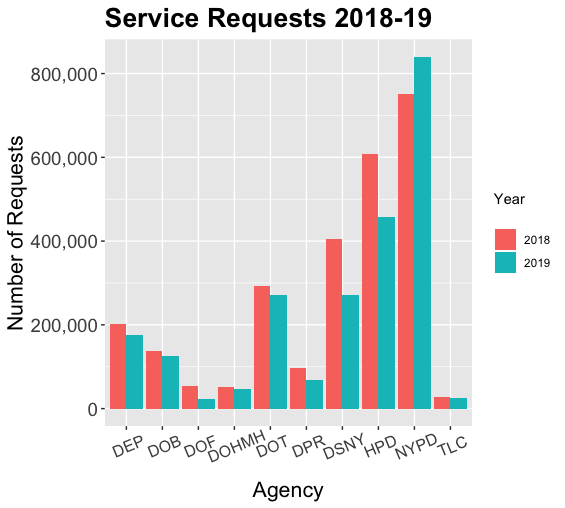 Service Requests 2018-19
Number of Requests
800,000
600,000
400,000
200,000
0
DEP DOB DOF DOHMH DOT DPR DSNY HPD NYPD TLC
Agency
Year
2018
2019